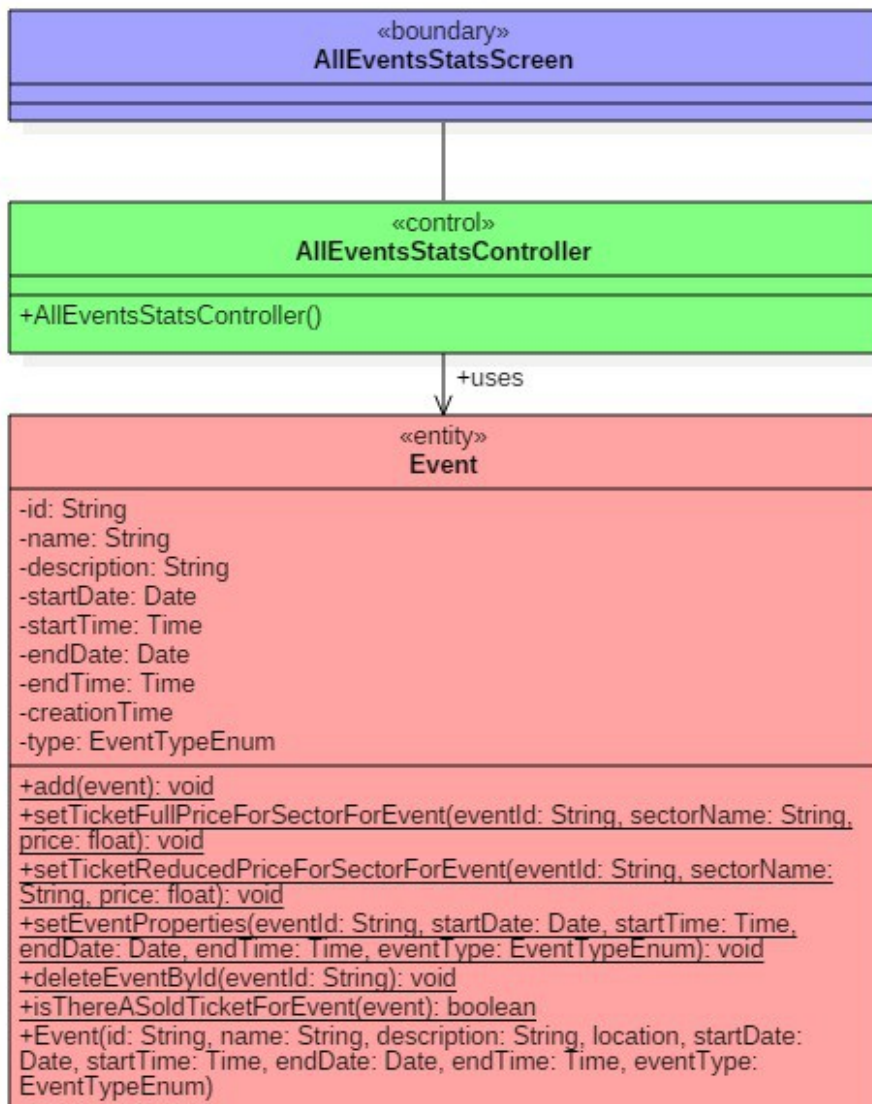 «boundary»
AllEventsStatsScreen
«control»
AllEventsStatsController
+AllEventsStatsController()
+uses
«entity»
Event
-id: String
-name: String
-description: String
-startDate: Date
-startTime: Time
-endDate: Date
-endTime: Time
-creationTime
-type: EventTypeEnum
+add(event): void
+setTicketFullPriceForSectorForEvent(eventId: String, sectorName: String,
price: float): void
+setTicketReducedPriceForSectorForEvent(eventId: String, sectorName:
String, price: float): void
+setEventProperties(eventId: String, startDate: Date, startTime: Time,
endDate: Date, endTime: Time, eventType: EventTypeEnum): void
+deleteEventById(eventId: String): void
+isThereASoldTicketForEvent(event): boolean
+Event(id: String, name: String, description: String, location, startDate:
Date, startTime: Time, endDate: Date, endTime: Time, eventType:
EventTypeEnum)